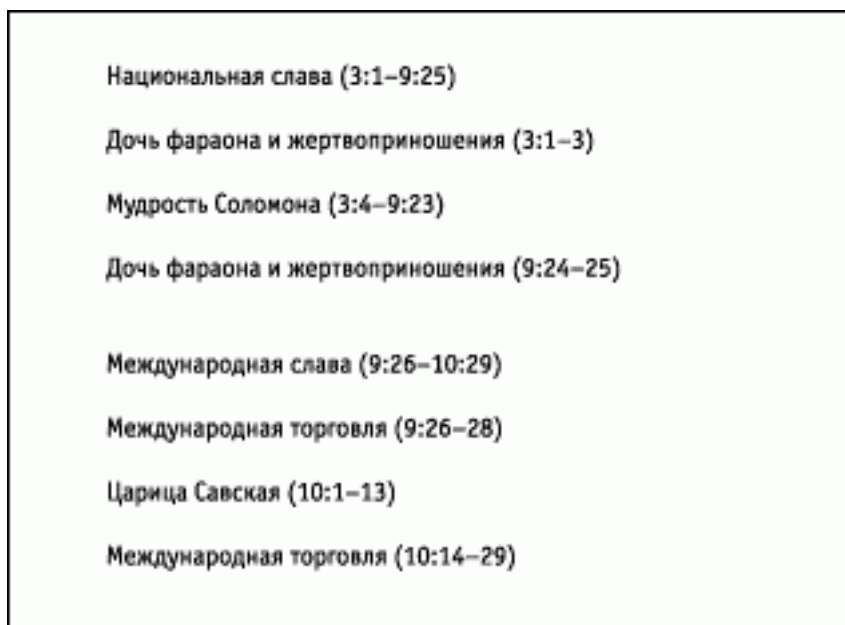 Национальная слава (3:1–9:25)
Дочь фараона и жертвоприношения (3:1–3)
Мудрость Соломона (3:4–9:23)
Дочь фараона и жертвоприношения (9:24–25)
Международная слава (9:26–10:29)
Международная торговля (9:26–28)
Царица Савская (10:1–13)
Международная торговля (10:14–29)